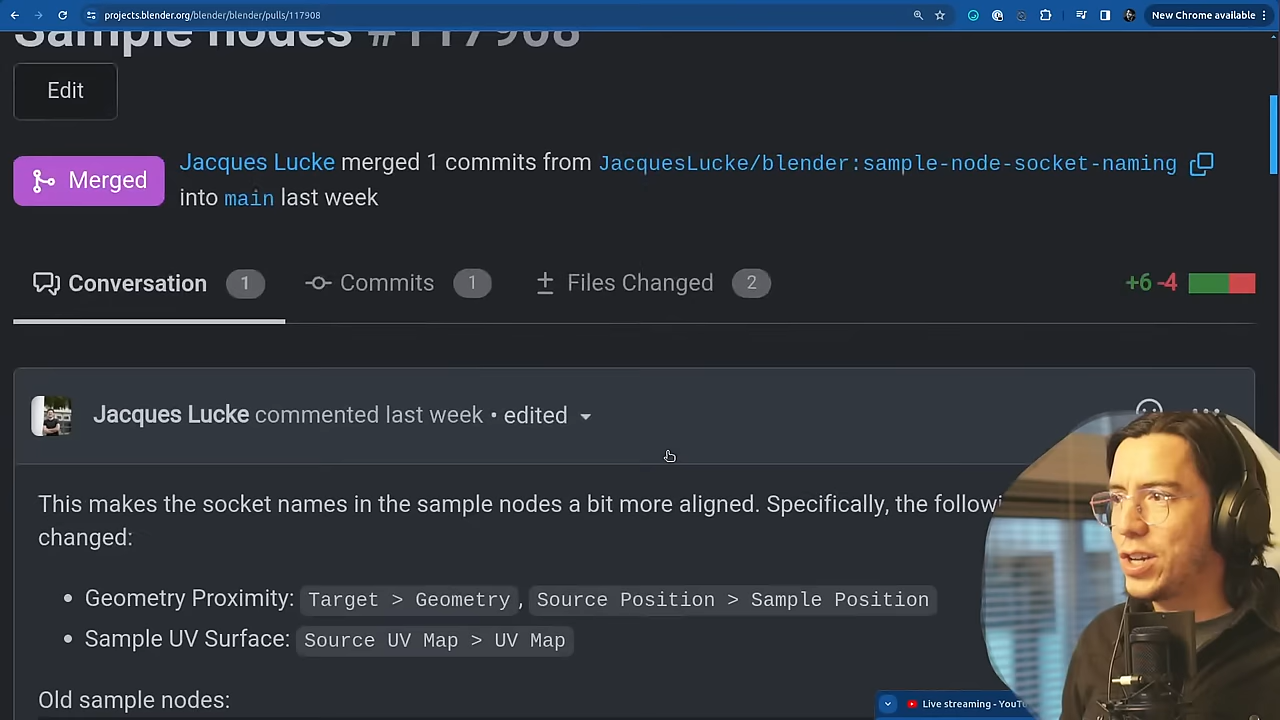 projects.blender.org/blender/blender/pulls/117908
New Chrome available
Sample nodes #117908
Edit
Merged
Jacques Lucke merged 1 commits from JacquesLucke/blender:sample-node-socket-naming
into main last week
Conversation 1 Commits 1 Files Changed 2 +6 -4
Jacques Lucke commented last week • edited
This makes the socket names in the sample nodes a bit more aligned. Specifically, the
changed:
• Geometry Proximity: Target > Geometry, Source Position > Sample Position
• Sample UV Surface: Source UV Map > UV Map
Old sample nodes:
Live streaming -